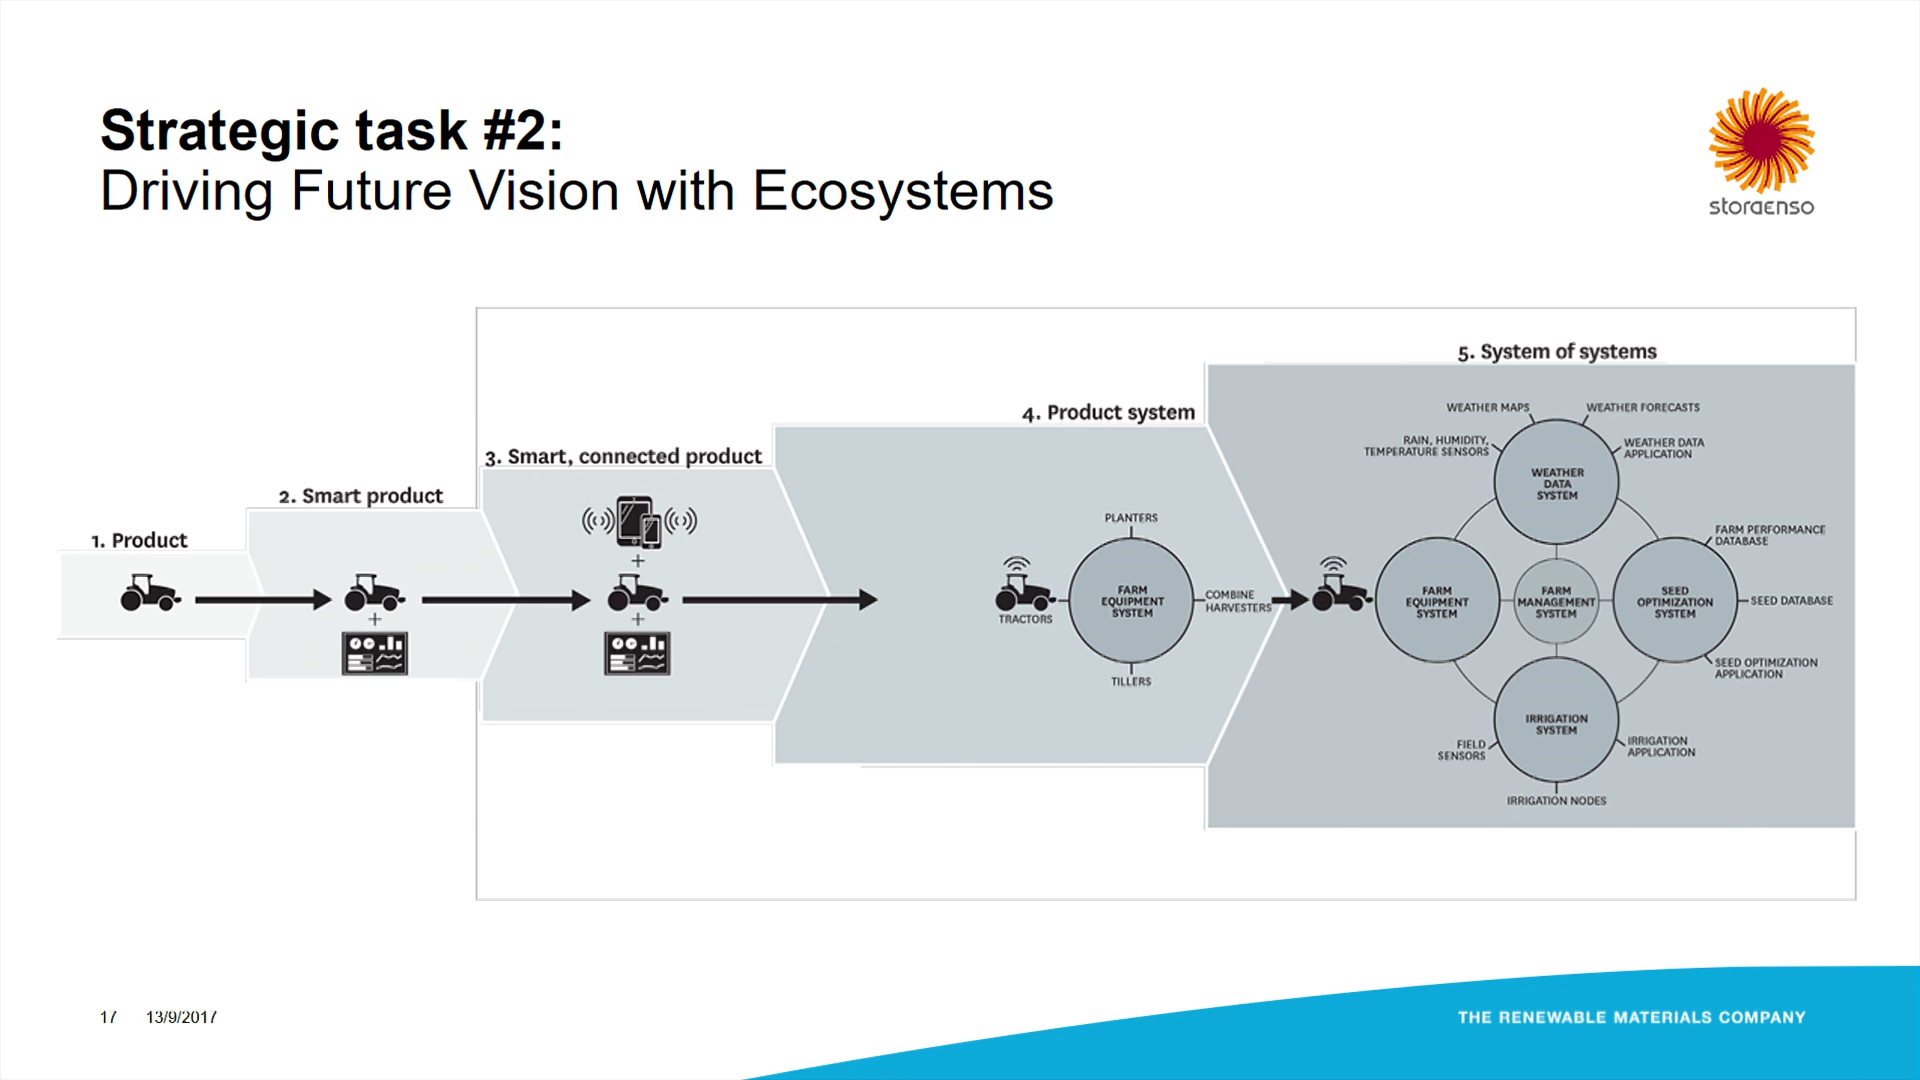 Strategic task #2:
Driving Future Vision with Ecosystems
storaenso
1. Product
2. Smart product
3. Smart, connected product
4. Product system
5. System of systems
PLANTERS
TRACTORS
FARM
EQUIPMENT
SYSTEM
COMBINE
HARVESTERS
TILLERS
WEATHER MAPS
WEATHER FORECASTS
RAIN, HUMIDITY,
TEMPERATURE SENSORS
WEATHER DATA
APPLICATION
WEATHER
DATA
SYSTEM
FARM PERFORMANCE
DATABASE
FARM
EQUIPMENT
SYSTEM
FARM
MANAGEMENT
SYSTEM
SEED
OPTIMIZATION
SYSTEM
SEED DATABASE
SEED OPTIMIZATION
APPLICATION
IRRIGATION
SYSTEM
FIELD
SENSORS
IRRIGATION
APPLICATION
IRRIGATION NODES
17 13/9/2017
THE RENEWABLE MATERIALS COMPANY